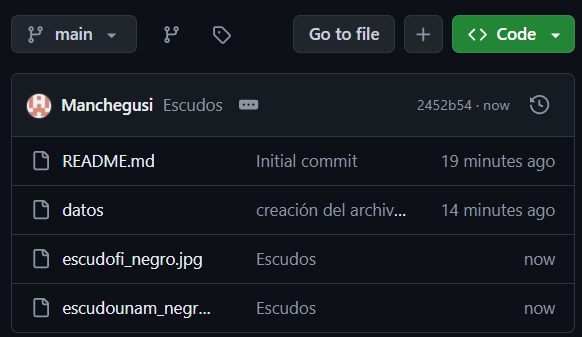 main Go to file Code
Manchegusi Escudos 2452b54 · now
README.md Initial commit 19 minutes ago
datos creación del archiv... 14 minutes ago
escudofi_negro.jpg Escudos now
escudounam_negr... Escudos now